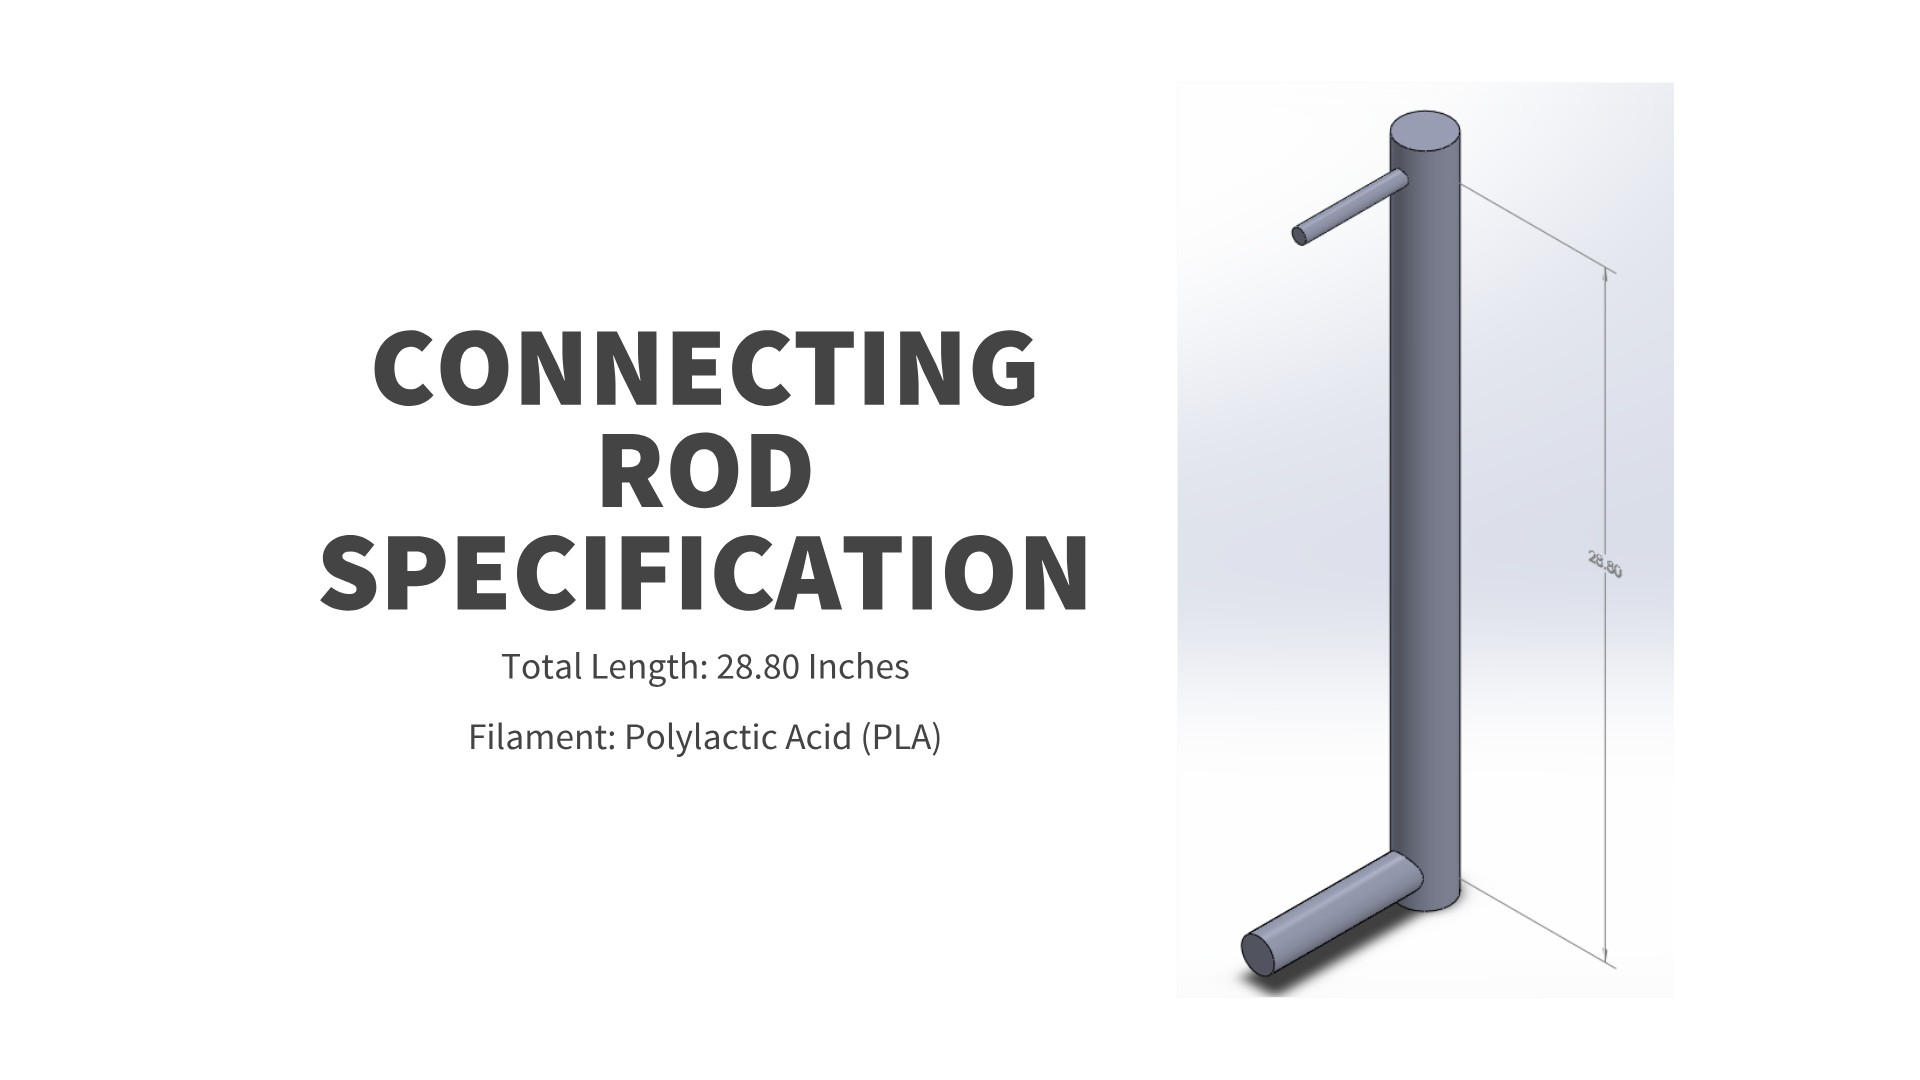 CONNECTING
ROD
SPECIFICATION
Total Length: 28.80 Inches
Filament: Polylactic Acid (PLA)
28.80